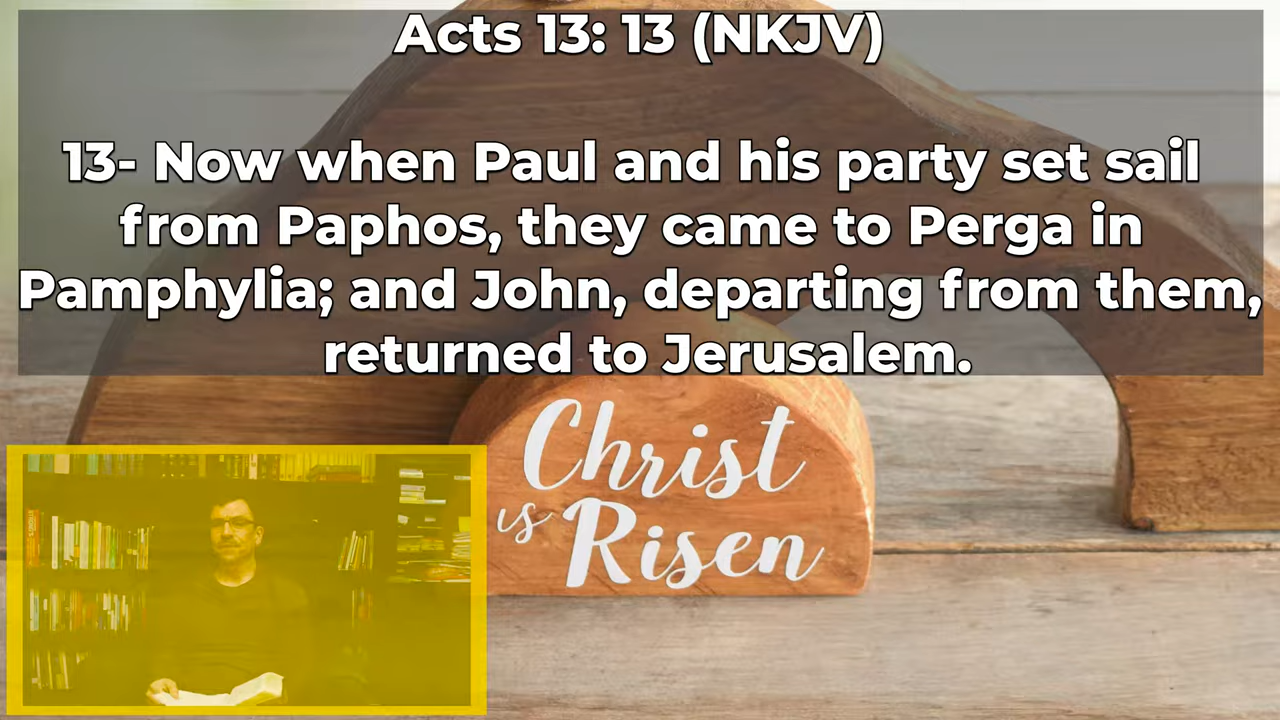 Acts 13: 13 (NKJV)
13- Now when Paul and his party set sail
from Paphos, they came to Perga in
Pamphylia; and John, departing from them,
returned to Jerusalem.
Christ
is Risen